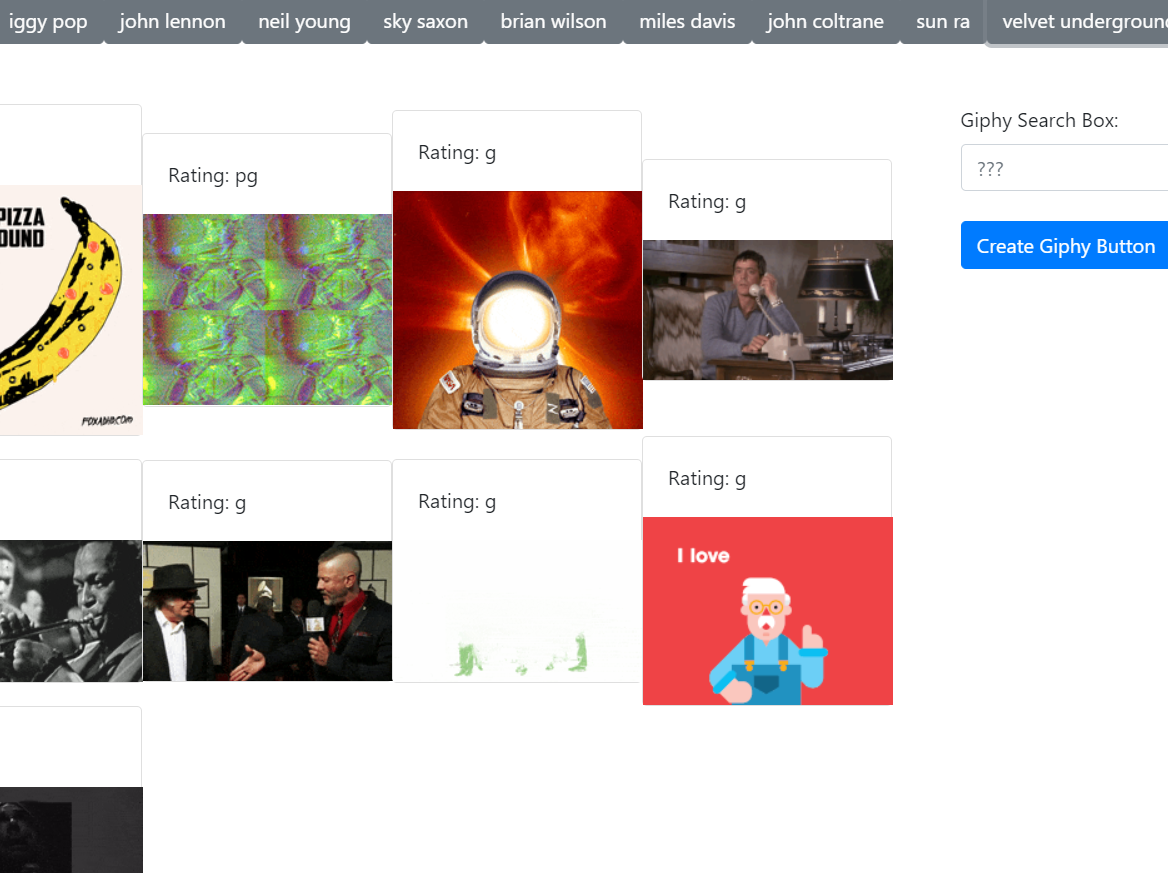 iggy pop
john lennon
neil young
sky saxon
brian wilson
miles davis
john coltrane
sun ra
velvet underground
Giphy Search Box:
???
Create Giphy Button
PIZZA
OUND
FOXADHD.COM
Rating: pg
Rating: g
Rating: g
Rating: g
Rating: g
Rating: g
I love